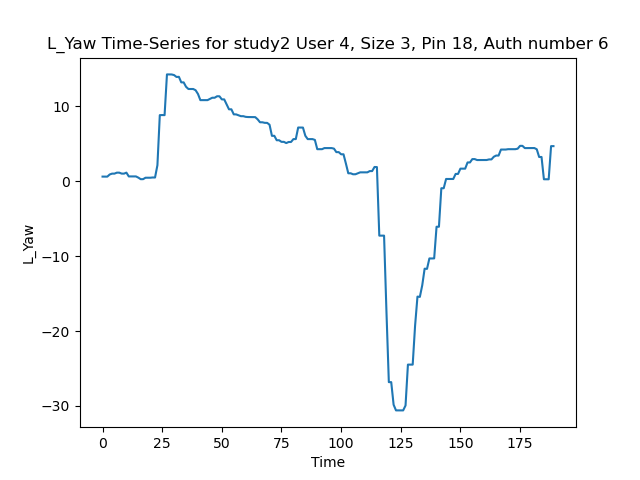 L_Yaw Time-Series for study2 User 4, Size 3, Pin 18, Auth number 6
10
0
−10
−20
−30
L_Yaw
0 25 50 75 100 125 150 175
Time